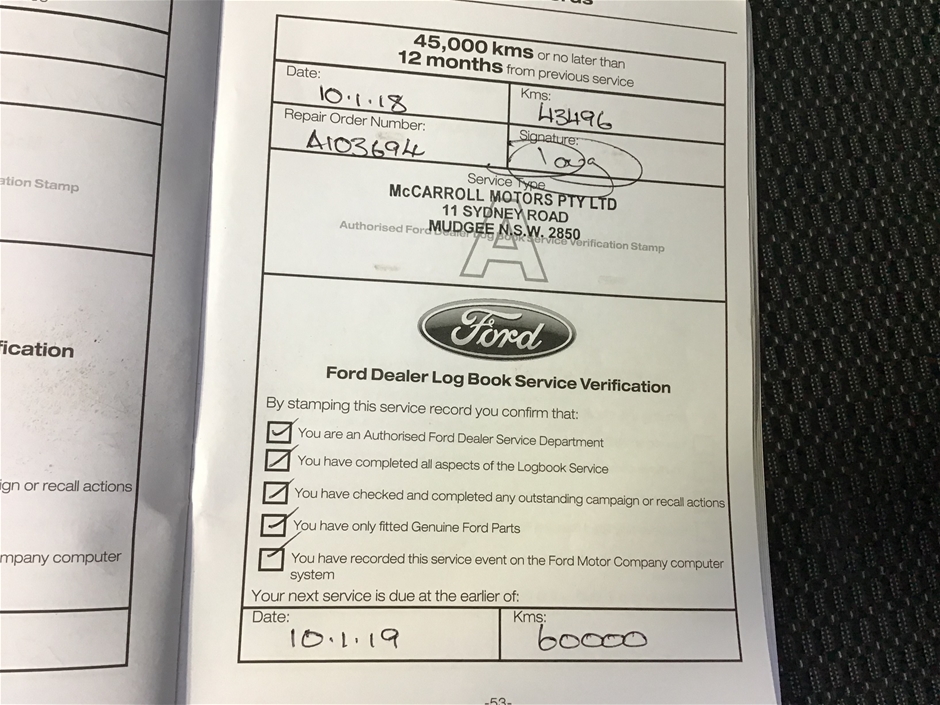 ation Stamp
fication
ign or recall actions
mpany computer
45,000 kms or no later than
12 months from previous service
Date:
10.1.18
Kms:
43496
Repair Order Number:
A103694
Signature:
Service Type
A
McCARROLL MOTORS PTY LTD
11 SYDNEY ROAD
MUDGEE N.S.W. 2850
Authorised Ford Dealer Log Book Service Verification Stamp
Ford
Ford Dealer Log Book Service Verification
By stamping this service record you confirm that:
You are an Authorised Ford Dealer Service Department
You have completed all aspects of the Logbook Service
You have checked and completed any outstanding campaign or recall actions
You have only fitted Genuine Ford Parts
You have recorded this service event on the Ford Motor Company computer
system
Your next service is due at the earlier of:
Date:
10.1.19
Kms:
60000
-53-